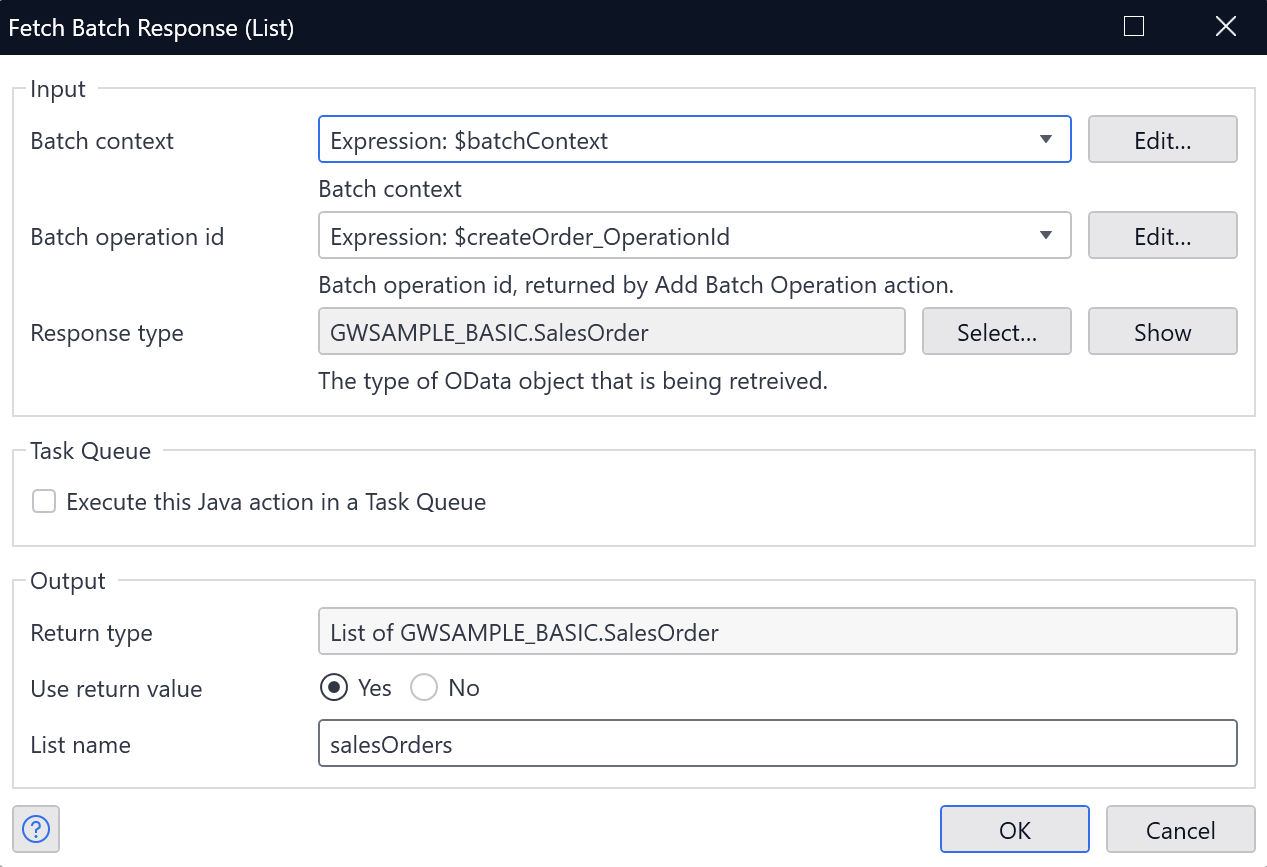 Fetch Batch Response (List)
Input
Batch context
Expression: $batchContext
Edit...
Batch context
Batch operation id
Expression: $createOrder_OperationId
Edit...
Batch operation id, returned by Add Batch Operation action.
Response type
GWSAMPLE_BASIC.SalesOrder
Select...
Show
The type of OData object that is being retreived.
Task Queue
Execute this Java action in a Task Queue
Output
Return type
List of GWSAMPLE_BASIC.SalesOrder
Use return value
Yes
No
List name
salesOrders
?
OK
Cancel